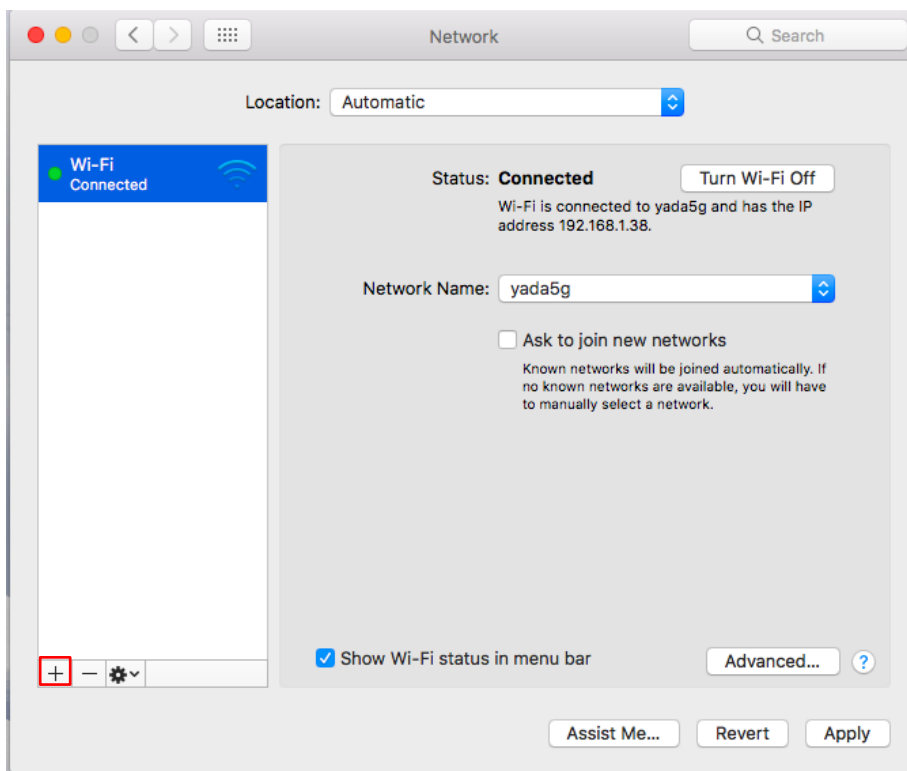 Network
Search
Location: Automatic
Wi-Fi
Connected
Status: Connected
Turn Wi-Fi Off
Wi-Fi is connected to yada5g and has the IP
address 192.168.1.38.
Network Name: yada5g
Ask to join new networks
Known networks will be joined automatically. If
no known networks are available, you will have
to manually select a network.
+ −
Show Wi-Fi status in menu bar
Advanced...
?
Assist Me...
Revert
Apply